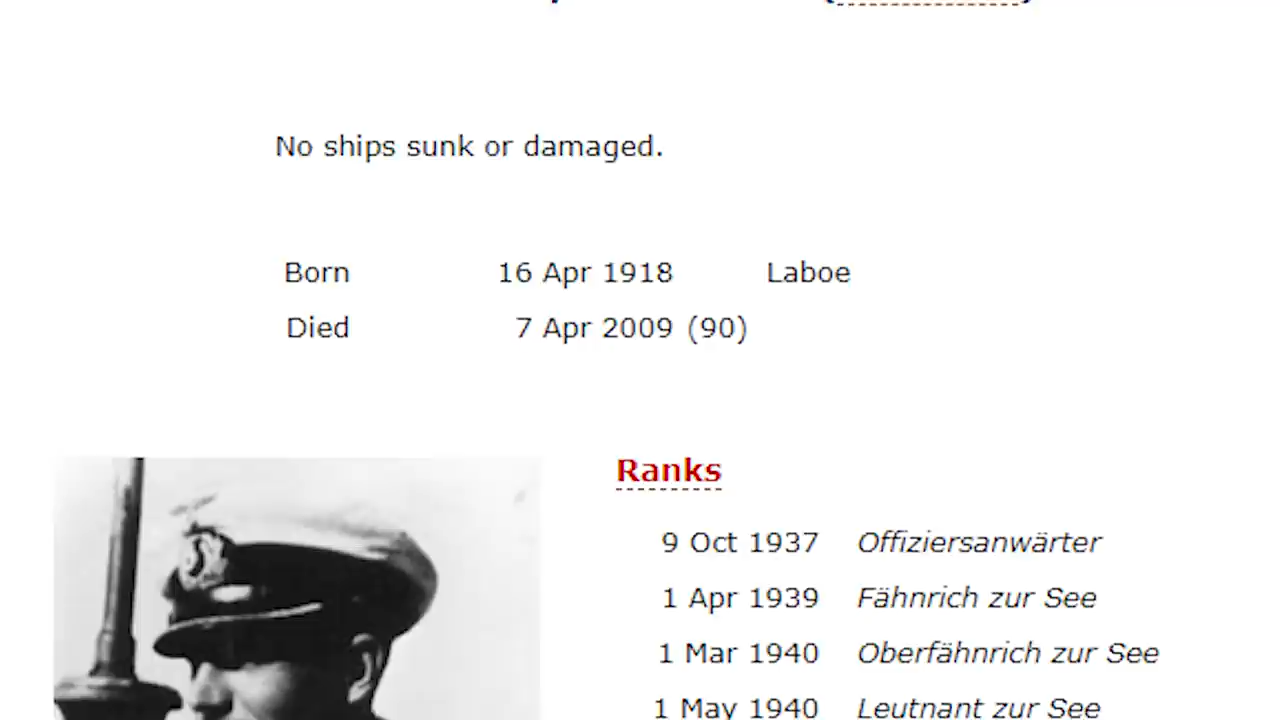 No ships sunk or damaged.
Born 16 Apr 1918 Laboe
Died 7 Apr 2009 (90)
Ranks
9 Oct 1937 Offiziersanwärter
1 Apr 1939 Fähnrich zur See
1 Mar 1940 Oberfähnrich zur See
1 May 1940 Leutnant zur See